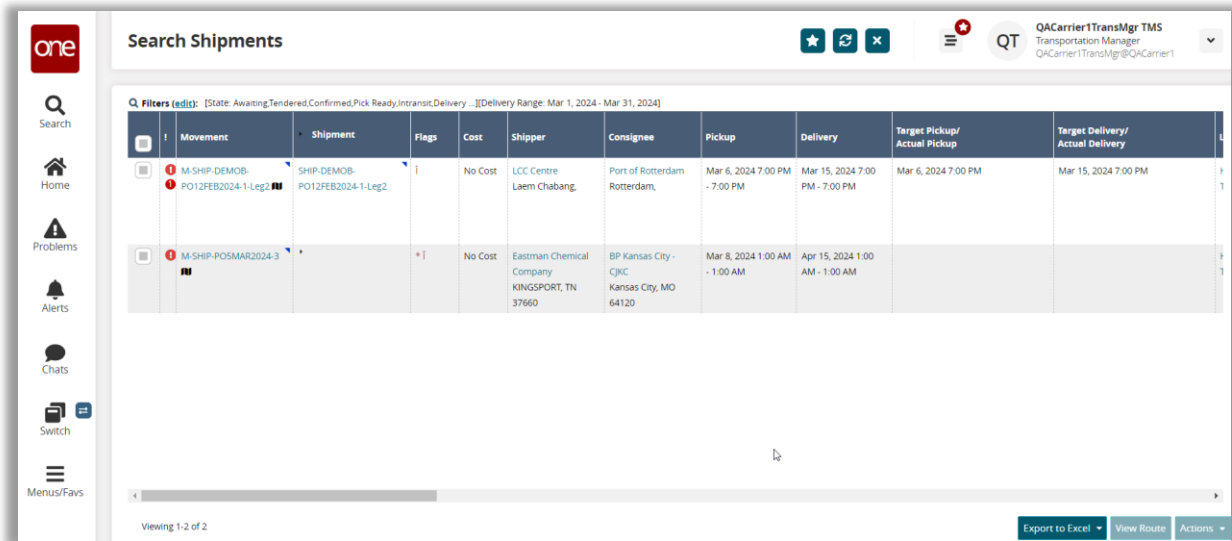 one
Search Shipments
QT
QACarrier1TransMgr TMS
Transportation Manager
QACarrier1TransMgr@QACarrier1
Search
Home
Problems
Alerts
Chats
Switch
Menus/Favs
Filters (edit): [State: Awaiting,Tendered,Confirmed,Pick Ready,Intransit,Delivery ...][Delivery Range: Mar 1, 2024 - Mar 31, 2024]
! Movement Shipment Flags Cost Shipper Consignee Pickup Delivery Target Pickup/ Target Delivery/
Actual Pickup Actual Delivery
M-SHIP-DEMOB- SHIP-DEMOB- No Cost LCC Centre Port of Rotterdam Mar 6, 2024 7:00 PM Mar 15, 2024 7:00 Mar 6, 2024 7:00 PM Mar 15, 2024 7:00 PM
1 PO12FEB2024-1-Leg2 PO12FEB2024-1-Leg2 Laem Chabang, Rotterdam, - 7:00 PM PM - 7:00 PM
M-SHIP-PO5MAR2024-3 * * No Cost Eastman Chemical BP Kansas City - Mar 8, 2024 1:00 AM Apr 15, 2024 1:00
Company CJKC - 1:00 AM AM - 1:00 AM
KINGSPORT, TN Kansas City, MO
37660 64120
Viewing 1-2 of 2
Export to Excel View Route Actions